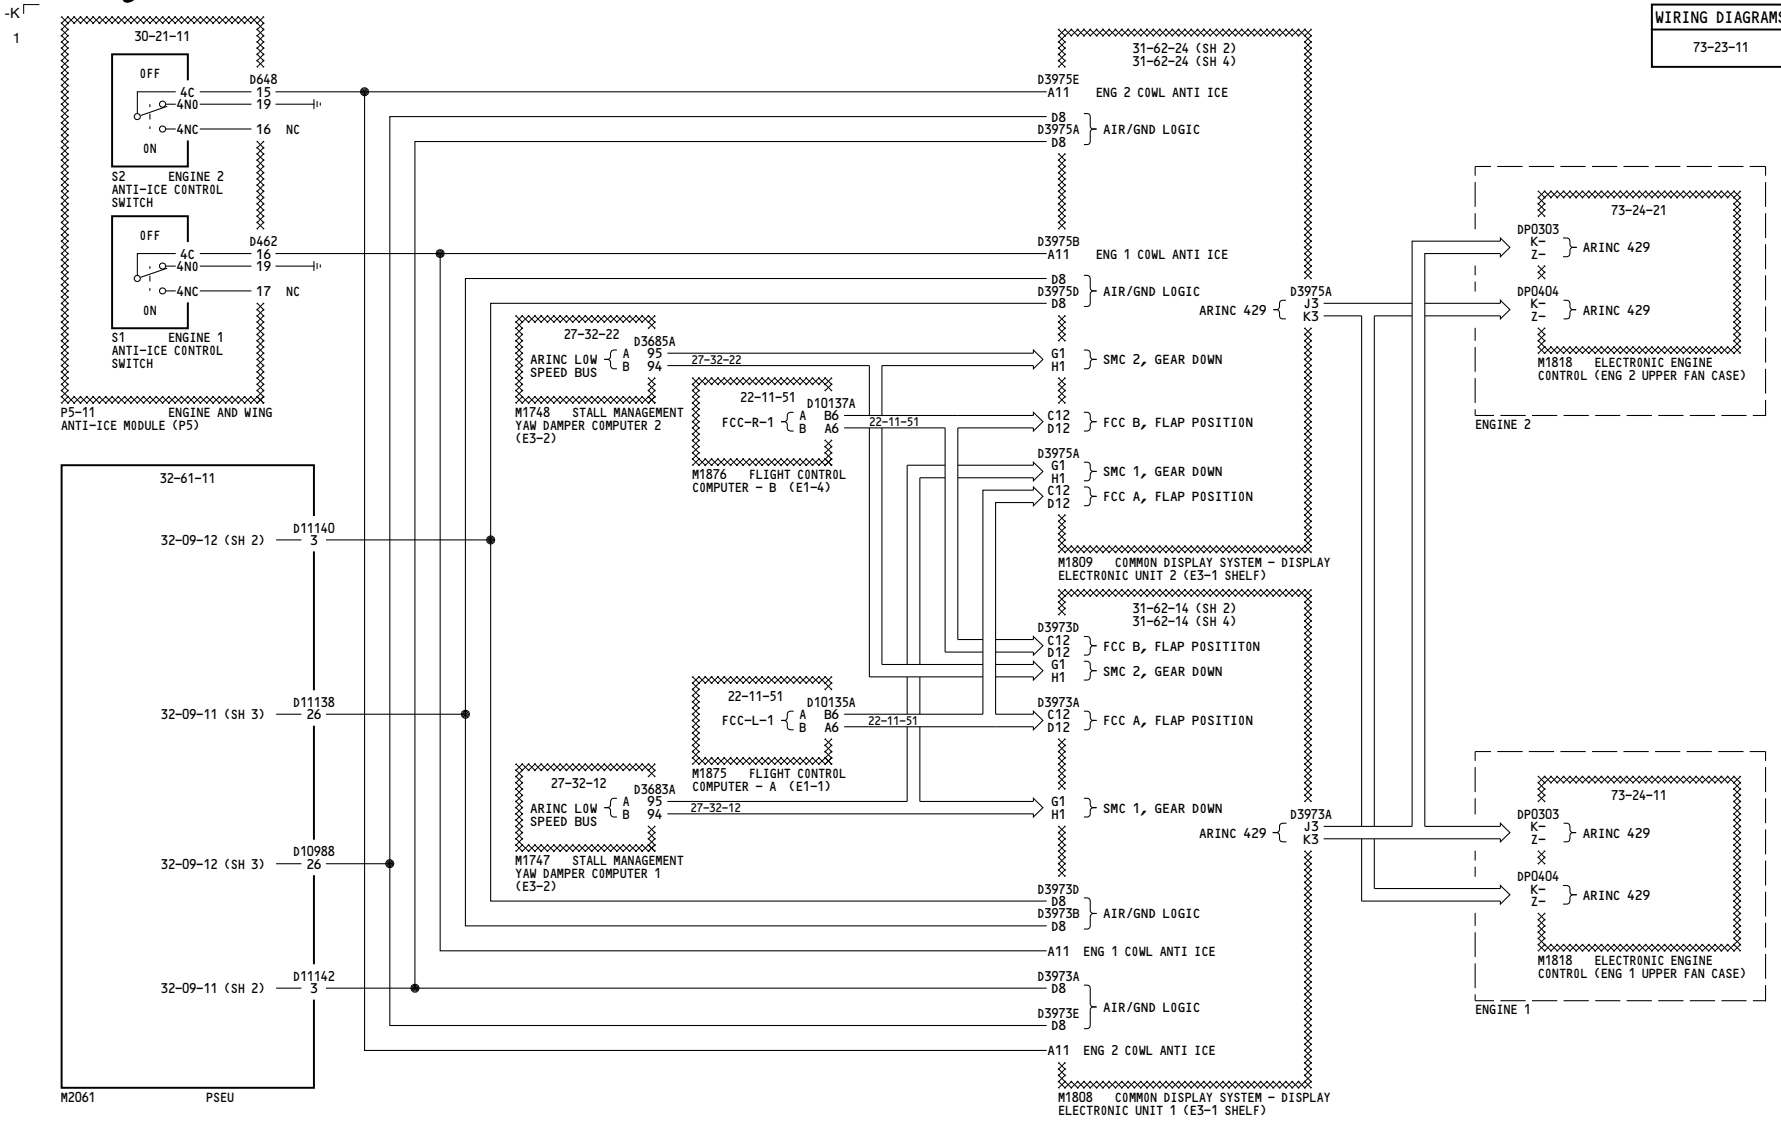 -K
1
WIRING DIAGRAMS
73-23-11
30-21-11
OFF
4C
4NO
4NC
ON
D648
15
19
16 NC
S2 ENGINE 2
ANTI-ICE CONTROL
SWITCH
OFF
4C
4NO
4NC
ON
D462
16
19
17 NC
S1 ENGINE 1
ANTI-ICE CONTROL
SWITCH
P5-11 ENGINE AND WING
ANTI-ICE MODULE (P5)
32-61-11
32-09-12 (SH 2)
D11140
3
32-09-11 (SH 3)
D11138
26
32-09-12 (SH 3)
D10988
26
32-09-11 (SH 2)
D11142
3
M2061 PSEU
27-32-22
ARINC LOW
SPEED BUS
A
B
D3685A
95
94
27-32-22
M1748 STALL MANAGEMENT
YAW DAMPER COMPUTER 2
(E3-2)
22-11-51
FCC-R-1
A
B
D10137A
B6
A6
22-11-51
M1876 FLIGHT CONTROL
COMPUTER - B (E1-4)
22-11-51
FCC-L-1
A
B
D10135A
B6
A6
22-11-51
M1875 FLIGHT CONTROL
COMPUTER - A (E1-1)
27-32-12
ARINC LOW
SPEED BUS
A
B
D3683A
95
94
27-32-12
M1747 STALL MANAGEMENT
YAW DAMPER COMPUTER 1
(E3-2)
31-62-24 (SH 2)
31-62-24 (SH 4)
D3975E
A11 ENG 2 COWL ANTI ICE
D8
D3975A AIR/GND LOGIC
D8
D3975B
A11 ENG 1 COWL ANTI ICE
D8
D3975D AIR/GND LOGIC
D8
G1
H1
SMC 2, GEAR DOWN
C12
D12
FCC B, FLAP POSITION
D3975A
G1
H1
SMC 1, GEAR DOWN
C12
D12
FCC A, FLAP POSITION
ARINC 429
D3975A
J3
K3
M1809 COMMON DISPLAY SYSTEM - DISPLAY
ELECTRONIC UNIT 2 (E3-1 SHELF)
31-62-14 (SH 2)
31-62-14 (SH 4)
D3973D
C12
D12
FCC B, FLAP POSITITON
G1
H1
SMC 2, GEAR DOWN
D3973A
C12
D12
FCC A, FLAP POSITION
G1
H1
SMC 1, GEAR DOWN
ARINC 429
D3973A
J3
K3
D3973D
D8
D3973B AIR/GND LOGIC
D8
A11 ENG 1 COWL ANTI ICE
D3973A
D8
AIR/GND LOGIC
D3973E
D8
A11 ENG 2 COWL ANTI ICE
M1808 COMMON DISPLAY SYSTEM - DISPLAY
ELECTRONIC UNIT 1 (E3-1 SHELF)
73-24-21
DP0303
K-
Z-
ARINC 429
DP0404
K-
Z-
ARINC 429
M1818 ELECTRONIC ENGINE
CONTROL (ENG 2 UPPER FAN CASE)
ENGINE 2
73-24-11
DP0303
K-
Z-
ARINC 429
DP0404
K-
Z-
ARINC 429
M1818 ELECTRONIC ENGINE
CONTROL (ENG 1 UPPER FAN CASE)
ENGINE 1